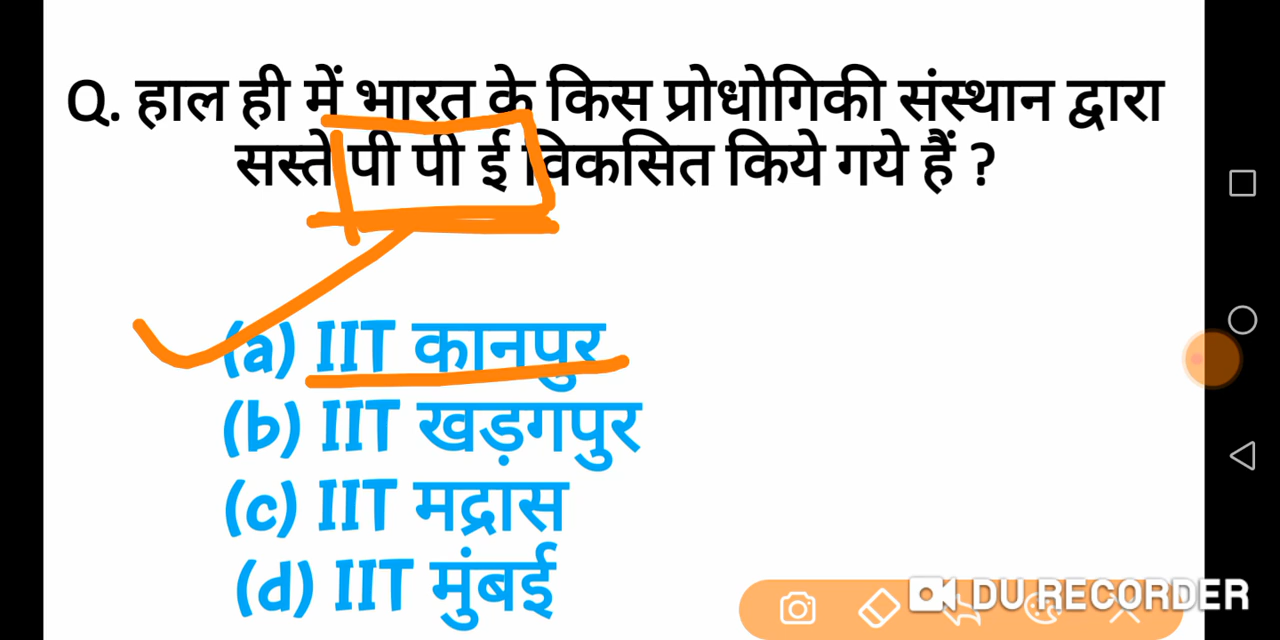 Q. हाल ही में भारत के किस प्रोधोगिकी संस्थान द्वारा
सस्ते पी पी ई विकसित किये गये हैं ?
(a) IIT कानपुर
(b) IIT खड़गपुर
(c) IIT मद्रास
(d) IIT मुंबई
DU RECORDER